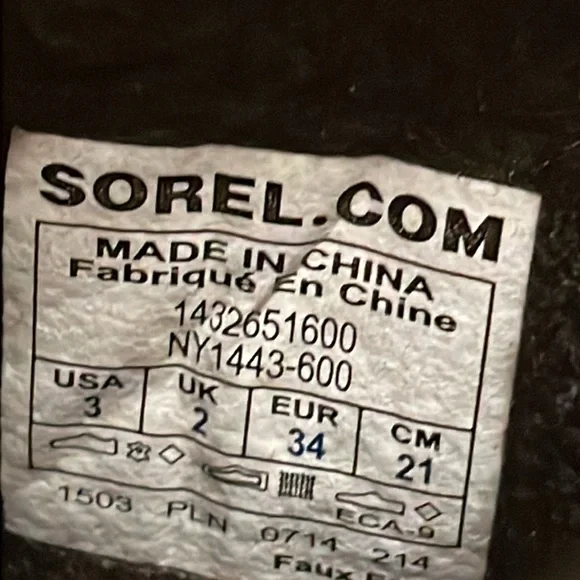 SOREL.COM
MADE IN CHINA
Fabriqué En Chine
1432651600
NY1443-600
USA UK EUR CM
3 2 34 21
ECA-9
1503 PLN 0714 214
Faux